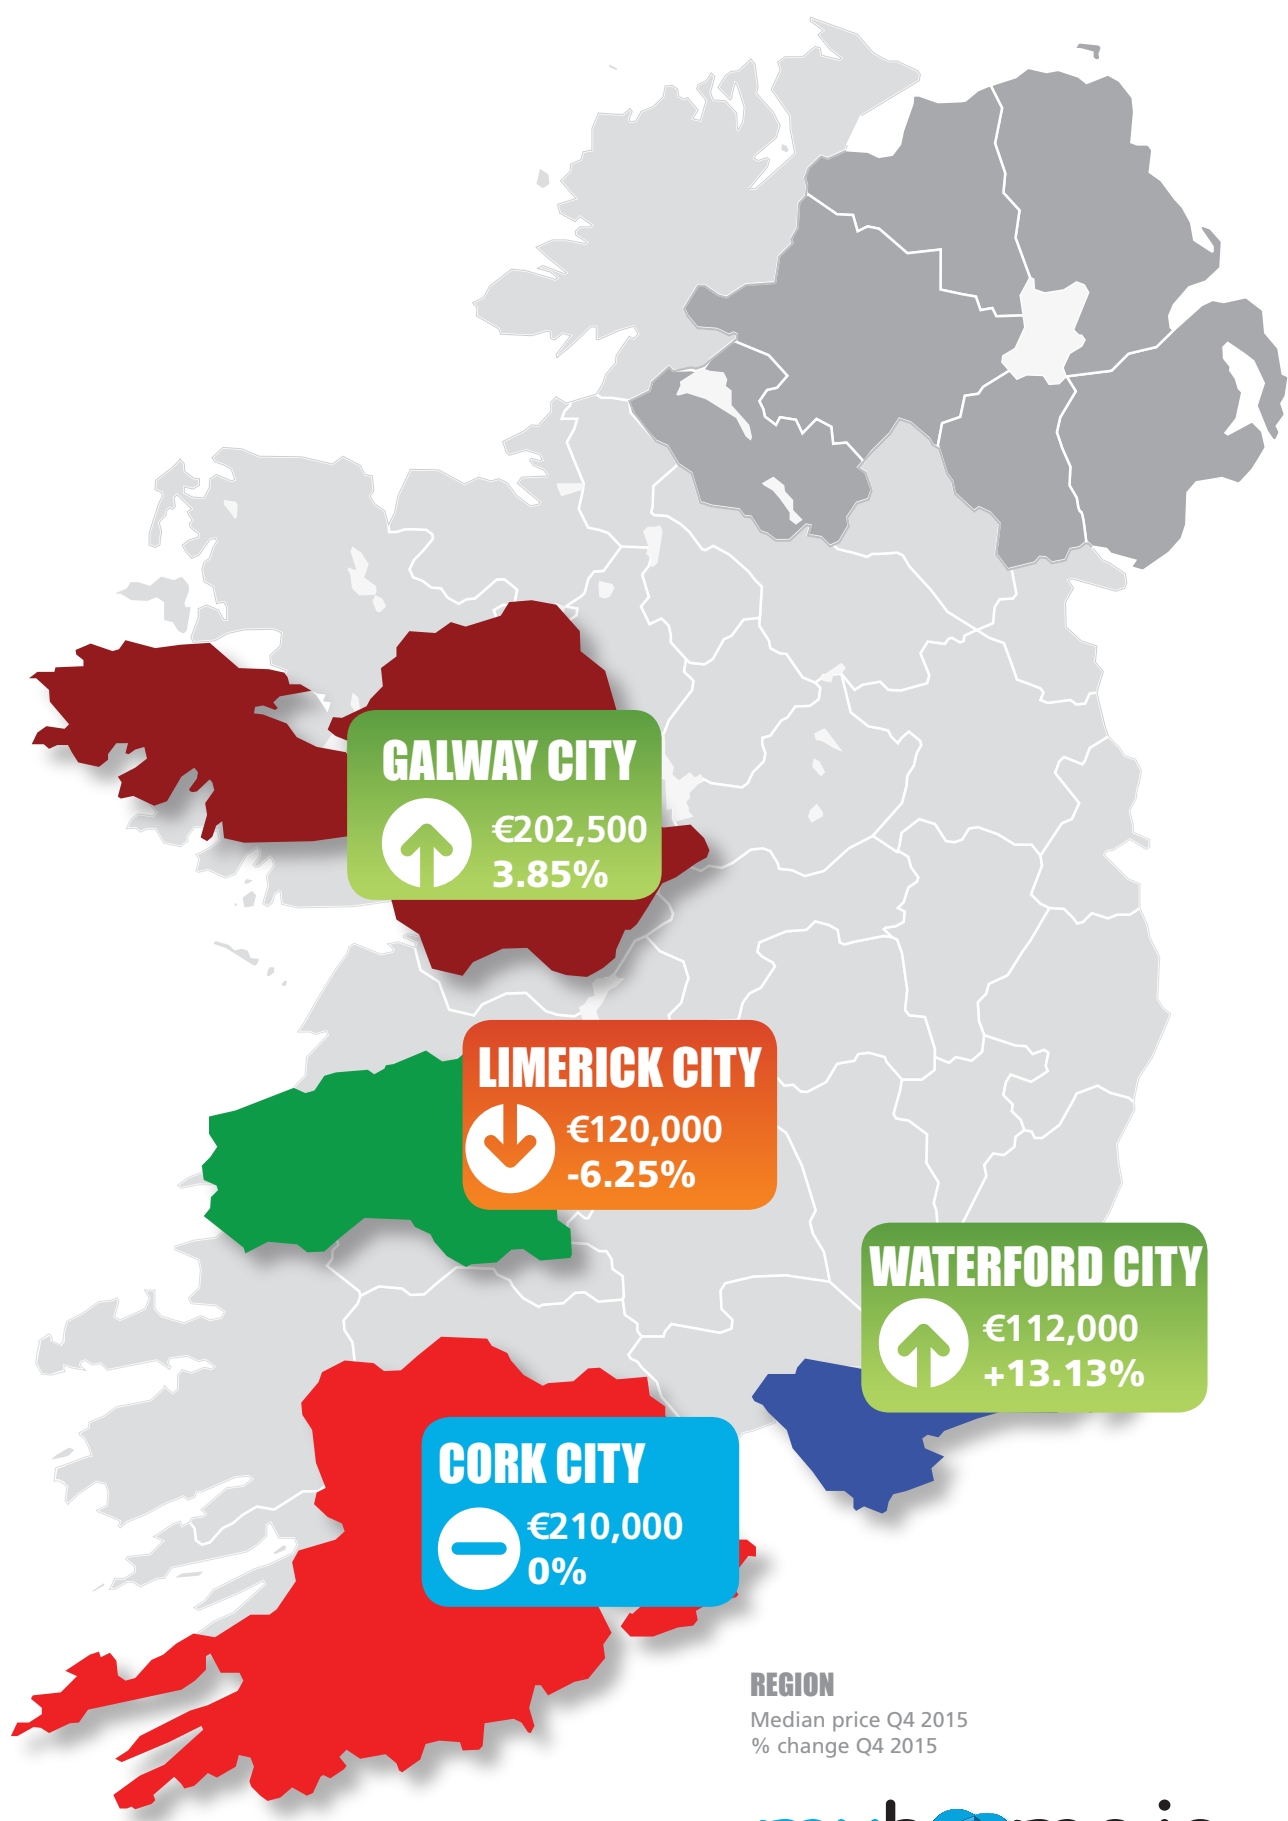 GALWAY CITY
€202,500
3.85%
LIMERICK CITY
€120,000
-6.25%
WATERFORD CITY
€112,000
+13.13%
CORK CITY
€210,000
0%
REGION
Median price Q4 2015
% change Q4 2015